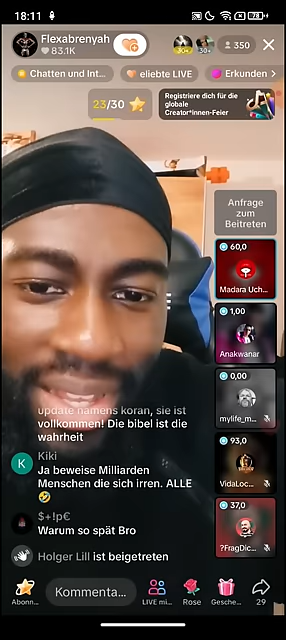 18:11
78
Flexabrenyah
83.1K
30+
30+
350
Chatten und Int...
eliebte LIVE
Erkunden
23/30
Registriere dich für die
globale
Creator*innen-Feier
Anfrage
zum
Beitreten
60,0
Madara Uch...
1,00
Anakwanar
0,00
mylife_m...
93,0
VidaLoc...
37,0
?FragDic...
update namens koran, sie ist
vollkommen! Die bibel ist die
wahrheit
K
Kiki
Ja beweise Milliarden
Menschen die sich irren. ALLE
🤣
$+!p€
Warum so spät Bro
Holger Lill ist beigetreten
Abonn...
Kommenta...
LIVE mi...
Rose
Gesche...
29